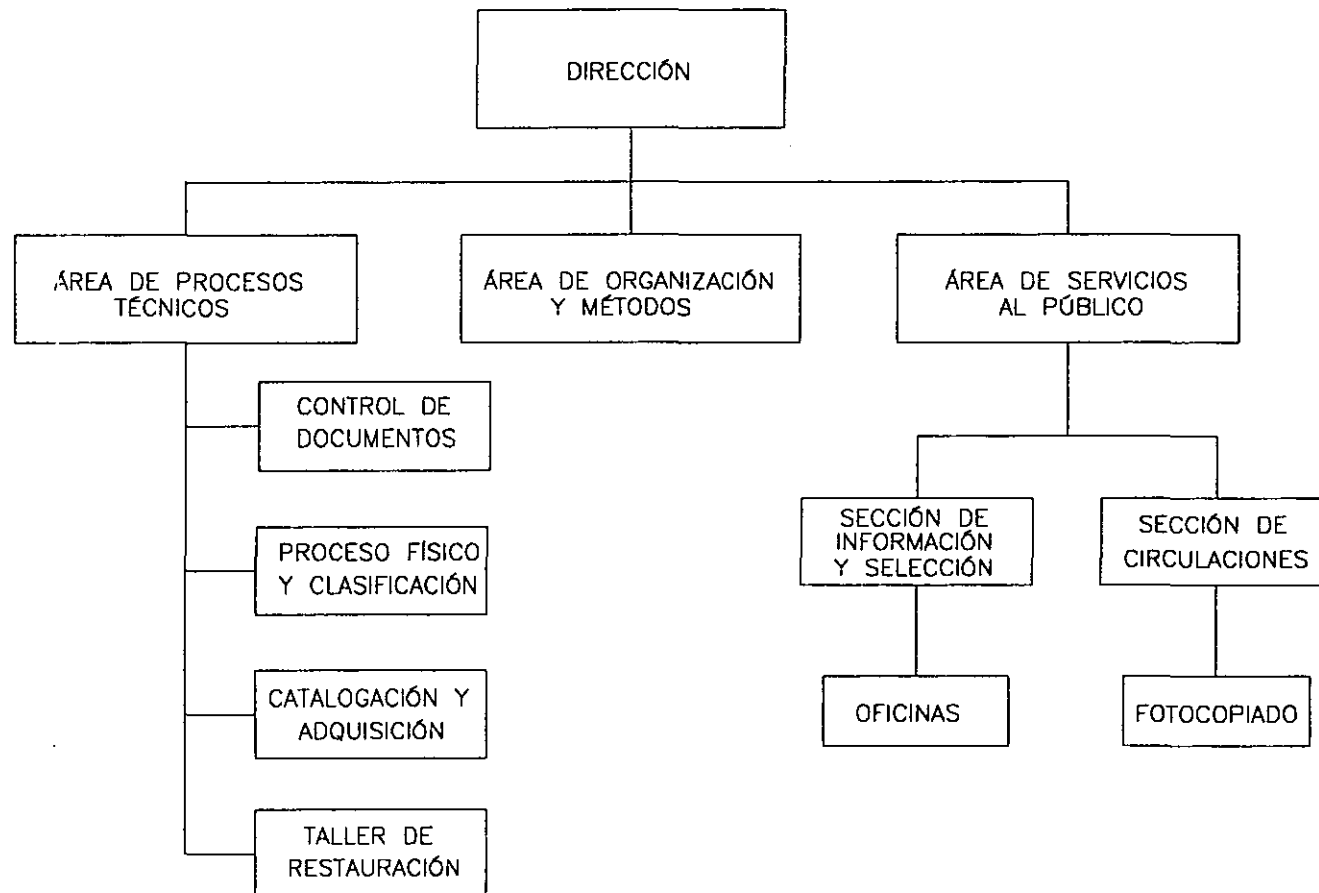 DIRECCIÓN
ÁREA DE PROCESOS
TÉCNICOS
ÁREA DE ORGANIZACIÓN
Y MÉTODOS
ÁREA DE SERVICIOS
AL PÚBLICO
CONTROL DE
DOCUMENTOS
PROCESO FÍSICO
Y CLASIFICACIÓN
CATALOGACIÓN Y
ADQUISICIÓN
TALLER DE
RESTAURACIÓN
SECCIÓN DE
INFORMACIÓN
Y SELECCIÓN
SECCIÓN DE
CIRCULACIONES
OFICINAS
FOTOCOPIADO